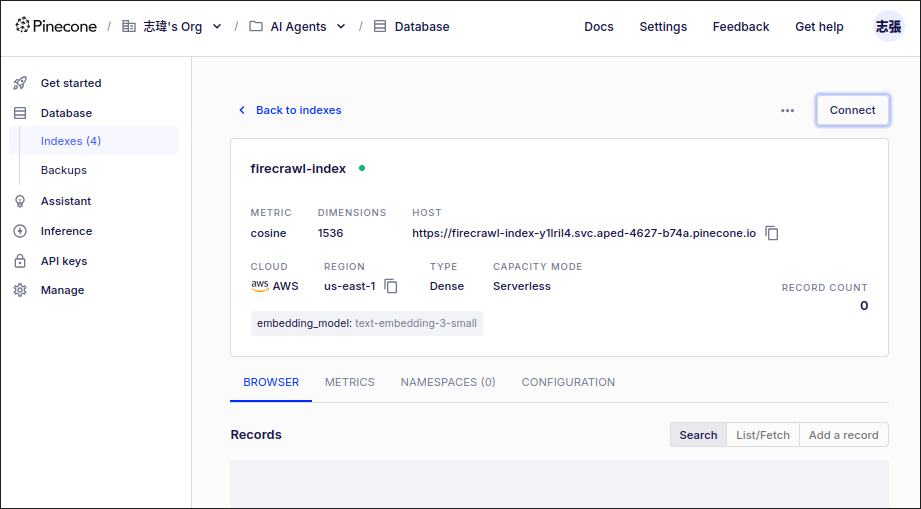 Pinecone / 志瑋's Org / AI Agents / Database Docs Settings Feedback Get help 志張
Get started
Database
Indexes (4)
Backups
Assistant
Inference
API keys
Manage
Back to indexes ••• Connect
firecrawl-index
METRIC DIMENSIONS HOST
cosine 1536 https://firecrawl-index-y1lril4.svc.aped-4627-b74a.pinecone.io
CLOUD REGION TYPE CAPACITY MODE
aws AWS us-east-1 Dense Serverless
RECORD COUNT
0
embedding_model: text-embedding-3-small
BROWSER METRICS NAMESPACES (0) CONFIGURATION
Records Search List/Fetch Add a record